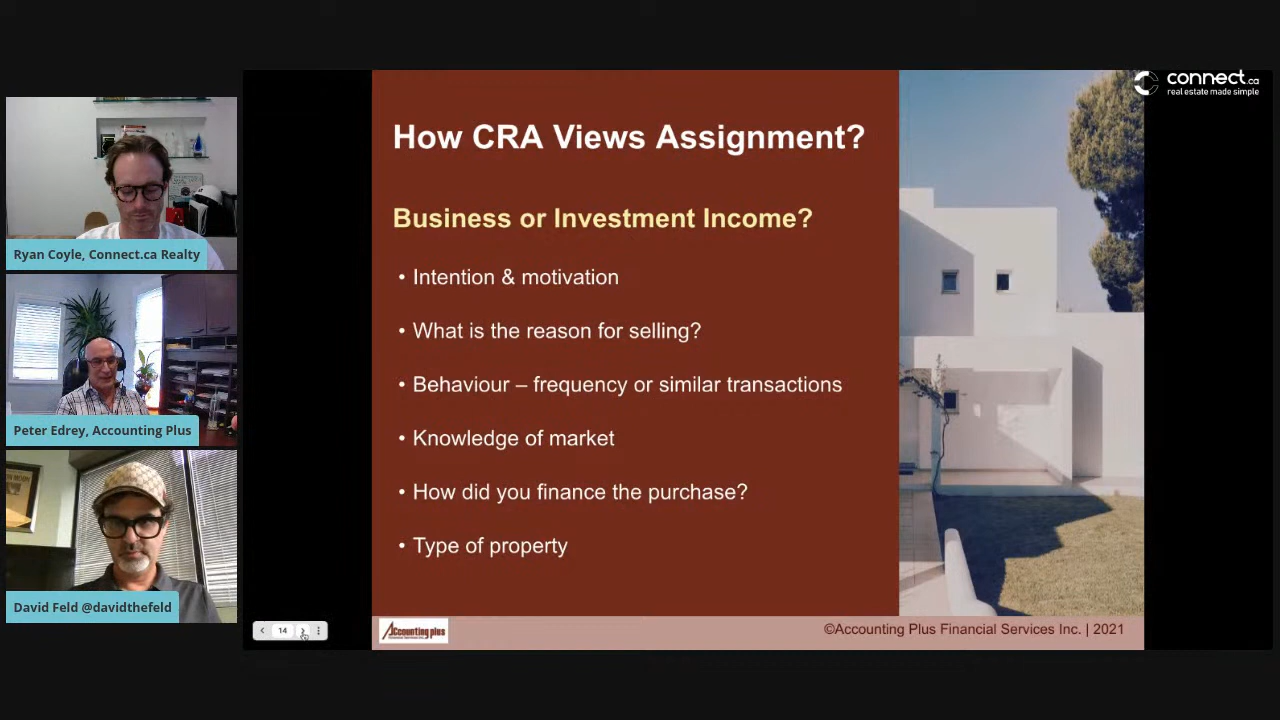 connect.ca
real estate made simple
Ryan Coyle, Connect.ca Realty
Peter Edrey, Accounting Plus
David Feld @davidthefeld
How CRA Views Assignment?
Business or Investment Income?
• Intention & motivation
• What is the reason for selling?
• Behaviour – frequency or similar transactions
• Knowledge of market
• How did you finance the purchase?
• Type of property
14
Accounting plus
©Accounting Plus Financial Services Inc. | 2021